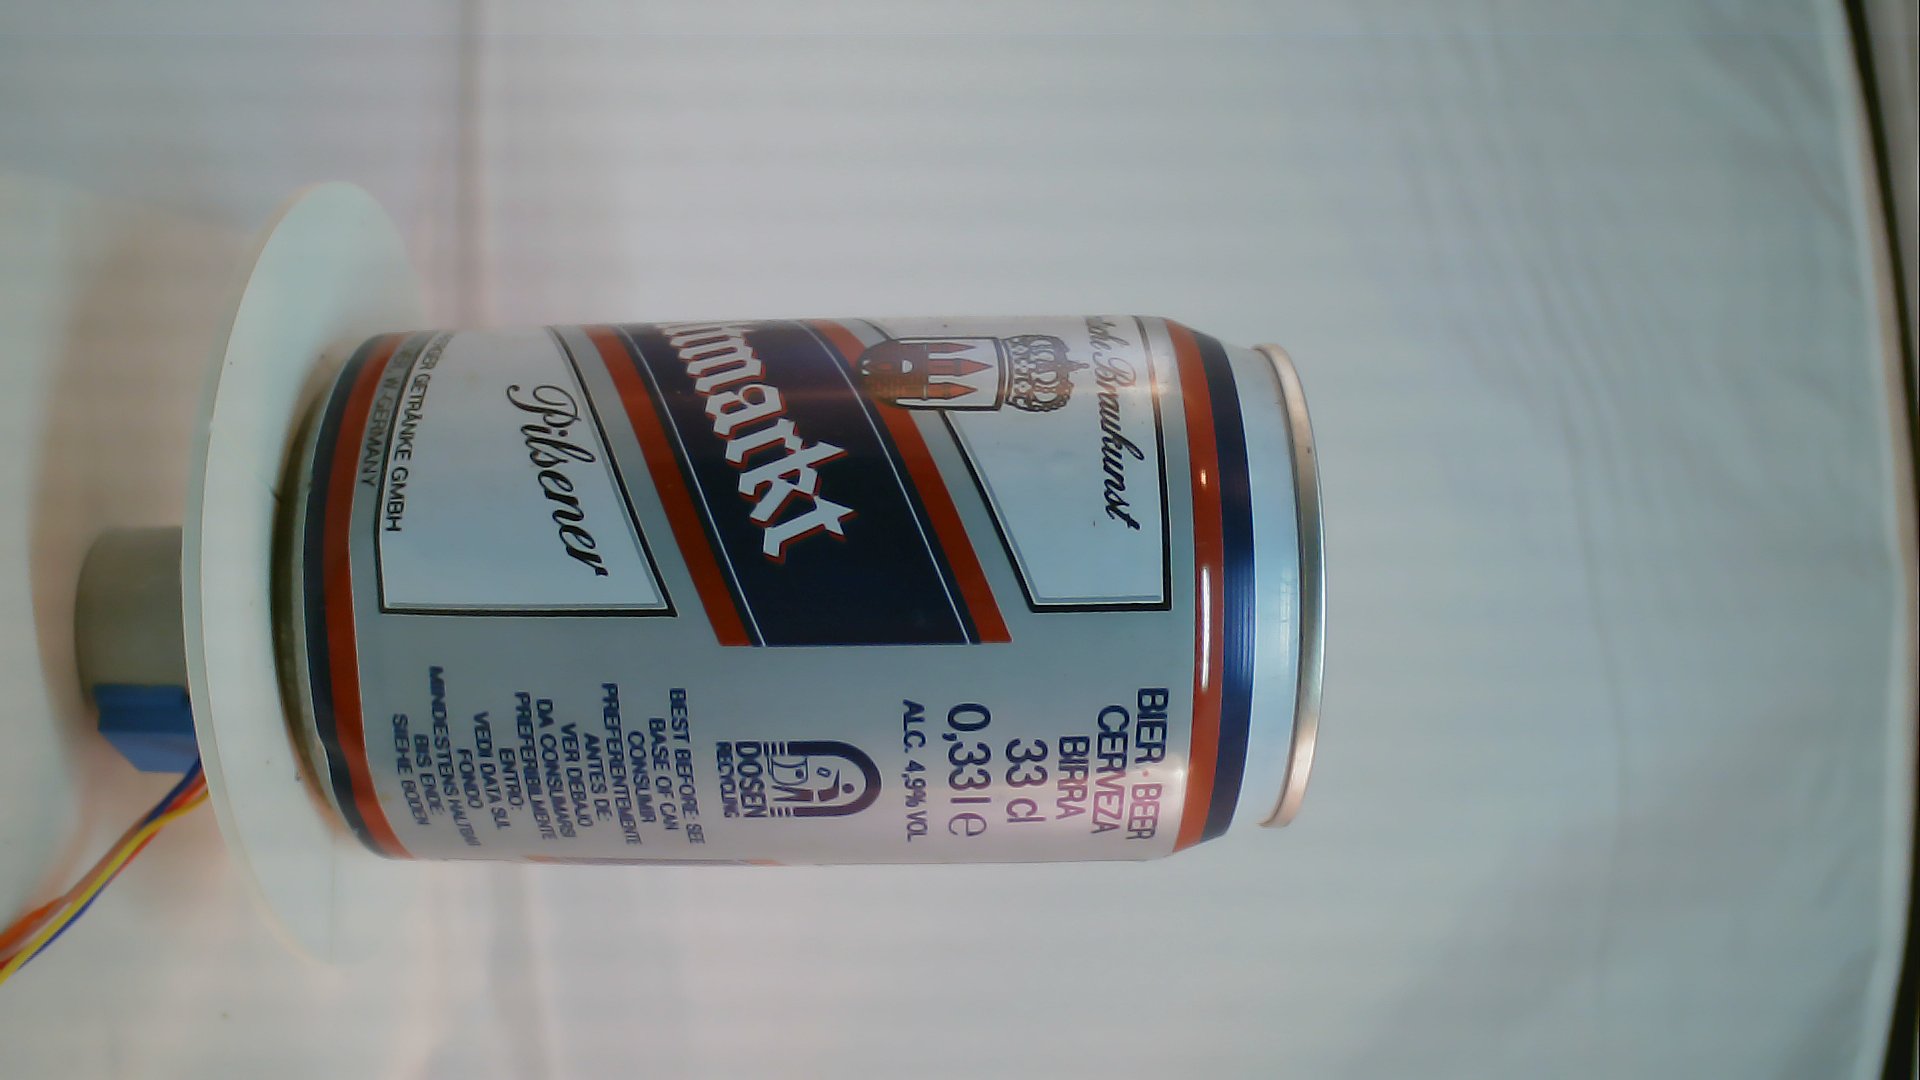 Braukunst
Pilsener
GETRÄNKE GMBH
W.-GERMANY
BIER·BEER
CERVEZA
BIRRA
33 cl
0,33 l e
ALC. 4,9% VOL
DOSEN
RECYCLING
BEST BEFORE: SEE
BASE OF CAN
CONSUMIR
PREFERENTEMENTE
ANTES DE:
VER DEBAJO
DA CONSUMARSI
PREFERIBILMENTE
ENTRO:
VEDI DATA SUL
FONDO
MINDESTENS HALTBAR
BIS ENDE:
SIEHE BODEN